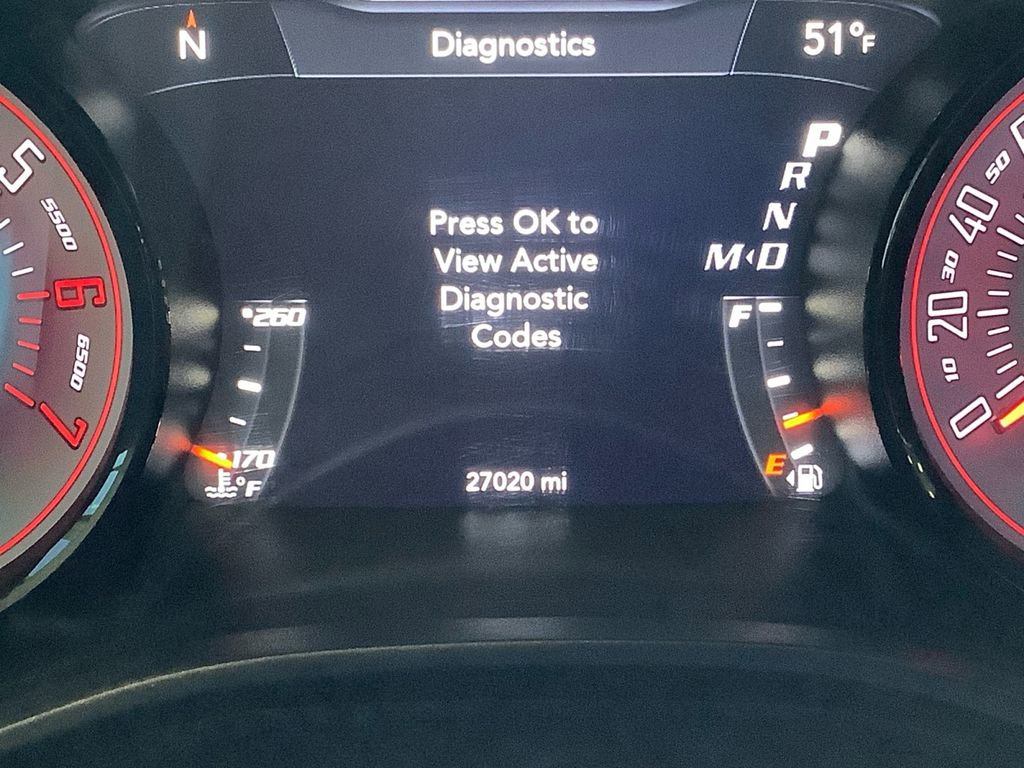 N
Diagnostics
51°F
P
R
N
M D
Press OK to
View Active
Diagnostic
Codes
260
170
°F
F
E
27020 mi
5
5500
6
6500
7
50
40
30
20
10
0